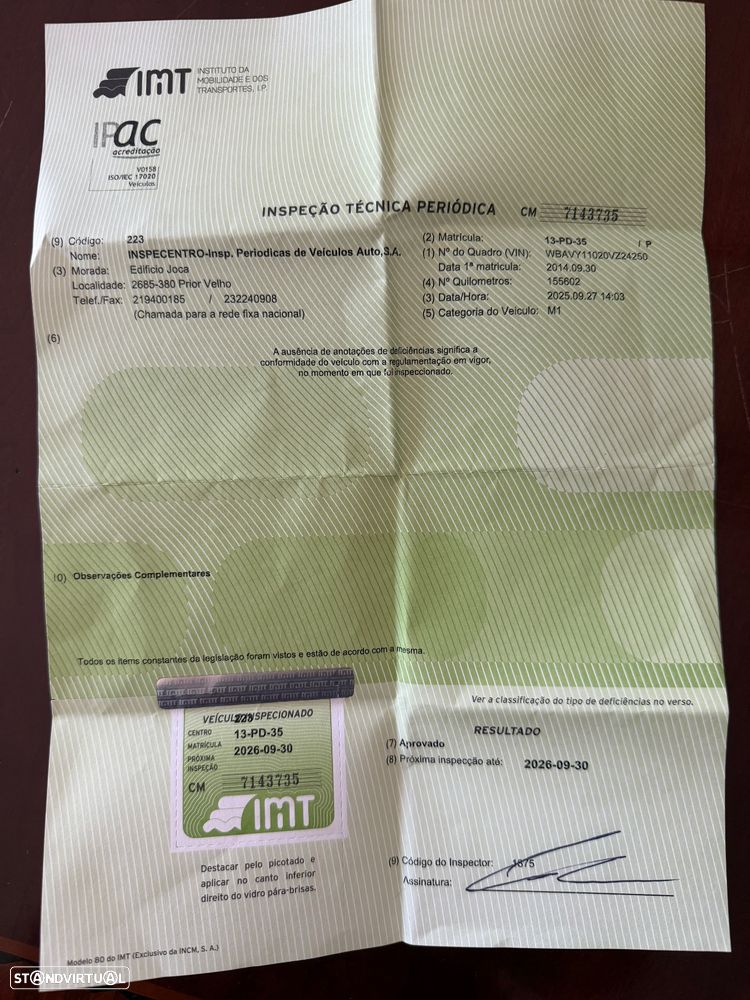 IMT INSTITUTO DA
MOBILIDADE E DOS
TRANSPORTES, I.P.
IPac
acreditação
V0158
ISO/IEC 17020
Veículos
INSPEÇÃO TÉCNICA PERIÓDICA CM 7143735
(9) Código: 223
Nome: INSPECENTRO-Insp. Periodicas de Veículos Auto,S.A.
(3) Morada: Edificio Joca
Localidade: 2685-380 Prior Velho
Telef./Fax: 219400185 / 232240908
(Chamada para a rede fixa nacional)
(2) Matrícula: 13-PD-35 / P
(1) Nº do Quadro (VIN): WBAVY11020VZ24250
Data 1ª matricula: 2014.09.30
(4) Nº Quilometros: 155602
(3) Data/Hora: 2025.09.27 14:03
(5) Categoria do Veículo: M1
(6)
A ausência de anotações de deficiências significa a
conformidade do veículo com a regulamentação em vigor,
no momento em que foi inspeccionado.
10) Observações Complementares
Todos os items constantes da legislação foram vistos e estão de acordo com a mesma.
Ver a classificação do tipo de deficiências no verso.
VEÍCULO INSPECIONADO
CENTRO 223
MATRÍCULA 13-PD-35
PRÓXIMA INSPEÇÃO 2026-09-30
CM 7143735
IMT
Destacar pelo picotado e
aplicar no canto inferior
direito do vidro pára-brisas.
RESULTADO
(7) Aprovado
(8) Próxima inspecção até: 2026-09-30
(9) Código do Inspector: 1875
Assinatura:
Modelo 80 do IMT (Exclusivo da INCM, S. A.)
STANDVIRTUAL